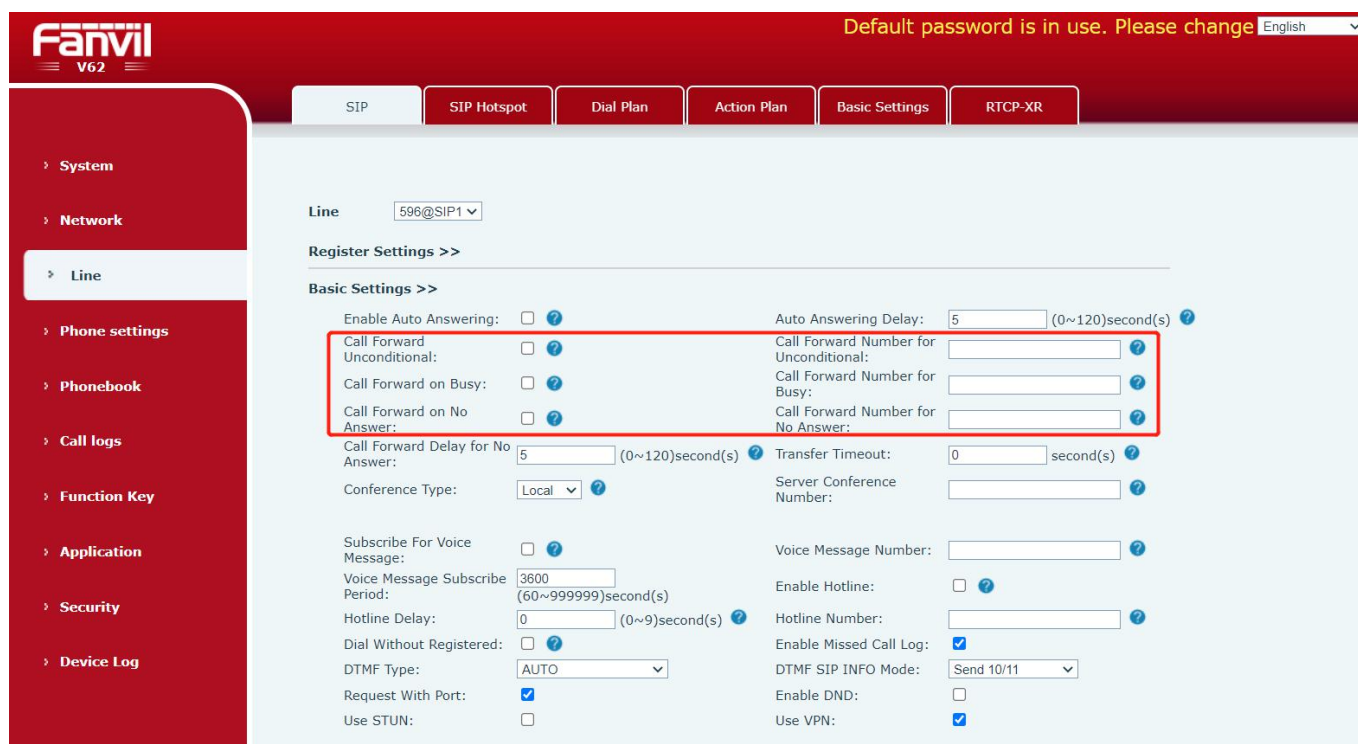 Default password is in use. Please change English
Fanvil
V62
SIP SIP Hotspot Dial Plan Action Plan Basic Settings RTCP-XR
System
Network
Line
Phone settings
Phonebook
Call logs
Function Key
Application
Security
Device Log
Line 596@SIP1
Register Settings >>
Basic Settings >>
Enable Auto Answering: Auto Answering Delay: 5 (0~120)second(s)
Call Forward Unconditional: Call Forward Number for Unconditional:
Call Forward on Busy: Call Forward Number for Busy:
Call Forward on No Answer: Call Forward Number for No Answer:
Call Forward Delay for No Answer: 5 (0~120)second(s) Transfer Timeout: 0 second(s)
Conference Type: Local Server Conference Number:
Subscribe For Voice Message: Voice Message Number:
Voice Message Subscribe Period: 3600 (60~999999)second(s) Enable Hotline:
Hotline Delay: 0 (0~9)second(s) Hotline Number:
Dial Without Registered: Enable Missed Call Log:
DTMF Type: AUTO DTMF SIP INFO Mode: Send 10/11
Request With Port: Enable DND:
Use STUN: Use VPN: